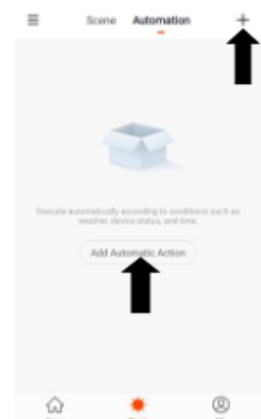 Scene Automation
Execute automatically according to conditions such as
weather, device status, and time.
Add Automatic Action